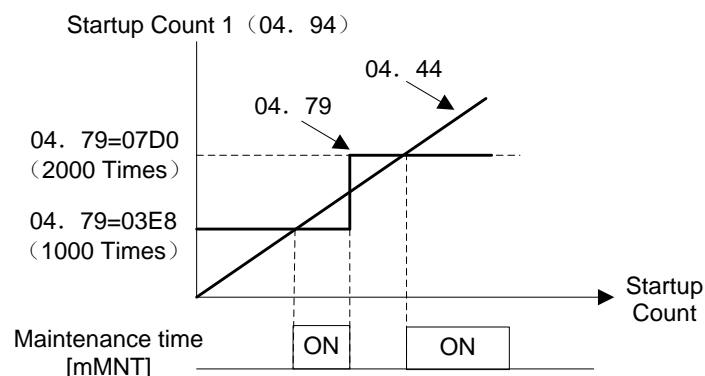 Startup Count 1（04．94）
04．44
04．79
04．79=07D0
（2000 Times）
04．79=03E8
（1000 Times）
Startup
Count
Maintenance time
[mMNT]
ON
ON